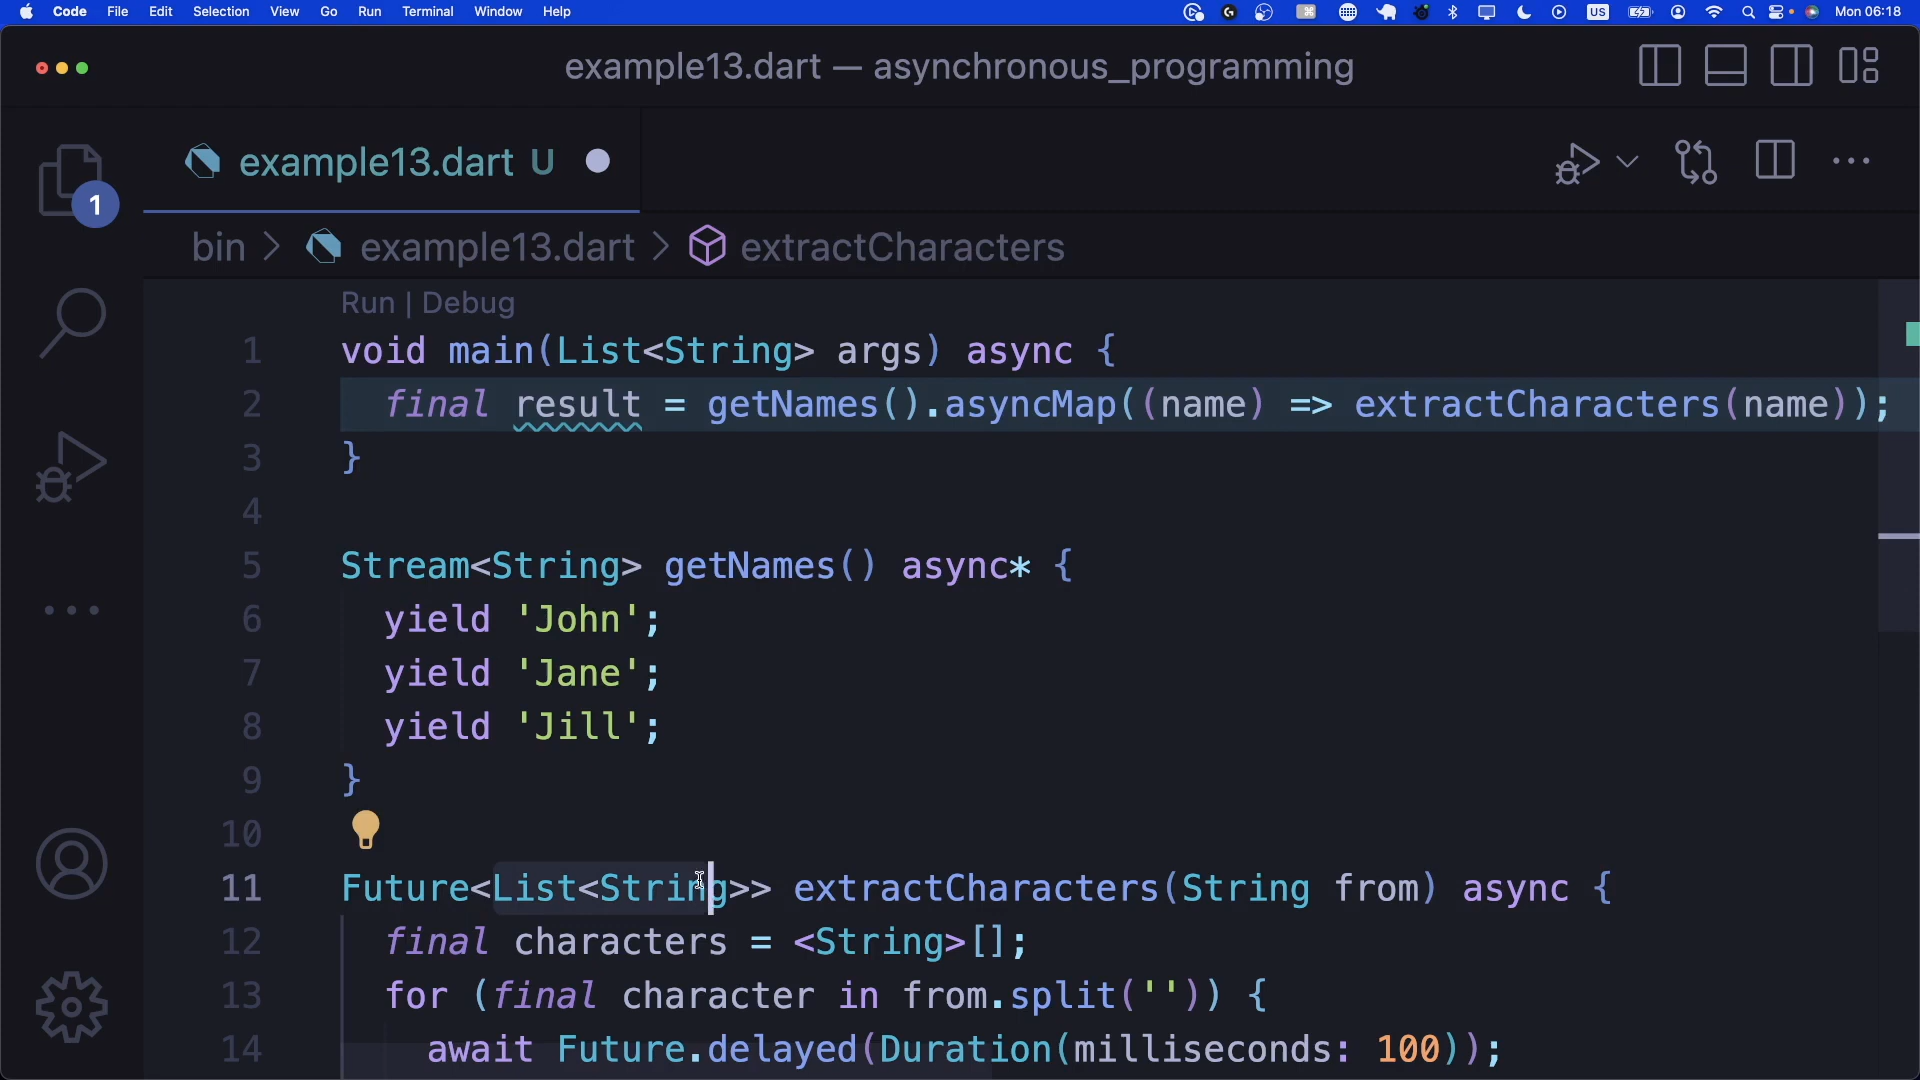 Code File Edit Selection View Go Run Terminal Window Help US Mon 06:18
example13.dart — asynchronous_programming
example13.dart U
1
bin > example13.dart > extractCharacters
Run | Debug
1 void main(List<String> args) async {
2 final result = getNames().asyncMap((name) => extractCharacters(name));
3 }
4
5 Stream<String> getNames() async* {
6 yield 'John';
7 yield 'Jane';
8 yield 'Jill';
9 }
10
11 Future<List<String>> extractCharacters(String from) async {
12 final characters = <String>[];
13 for (final character in from.split('')) {
14 await Future.delayed(Duration(milliseconds: 100));